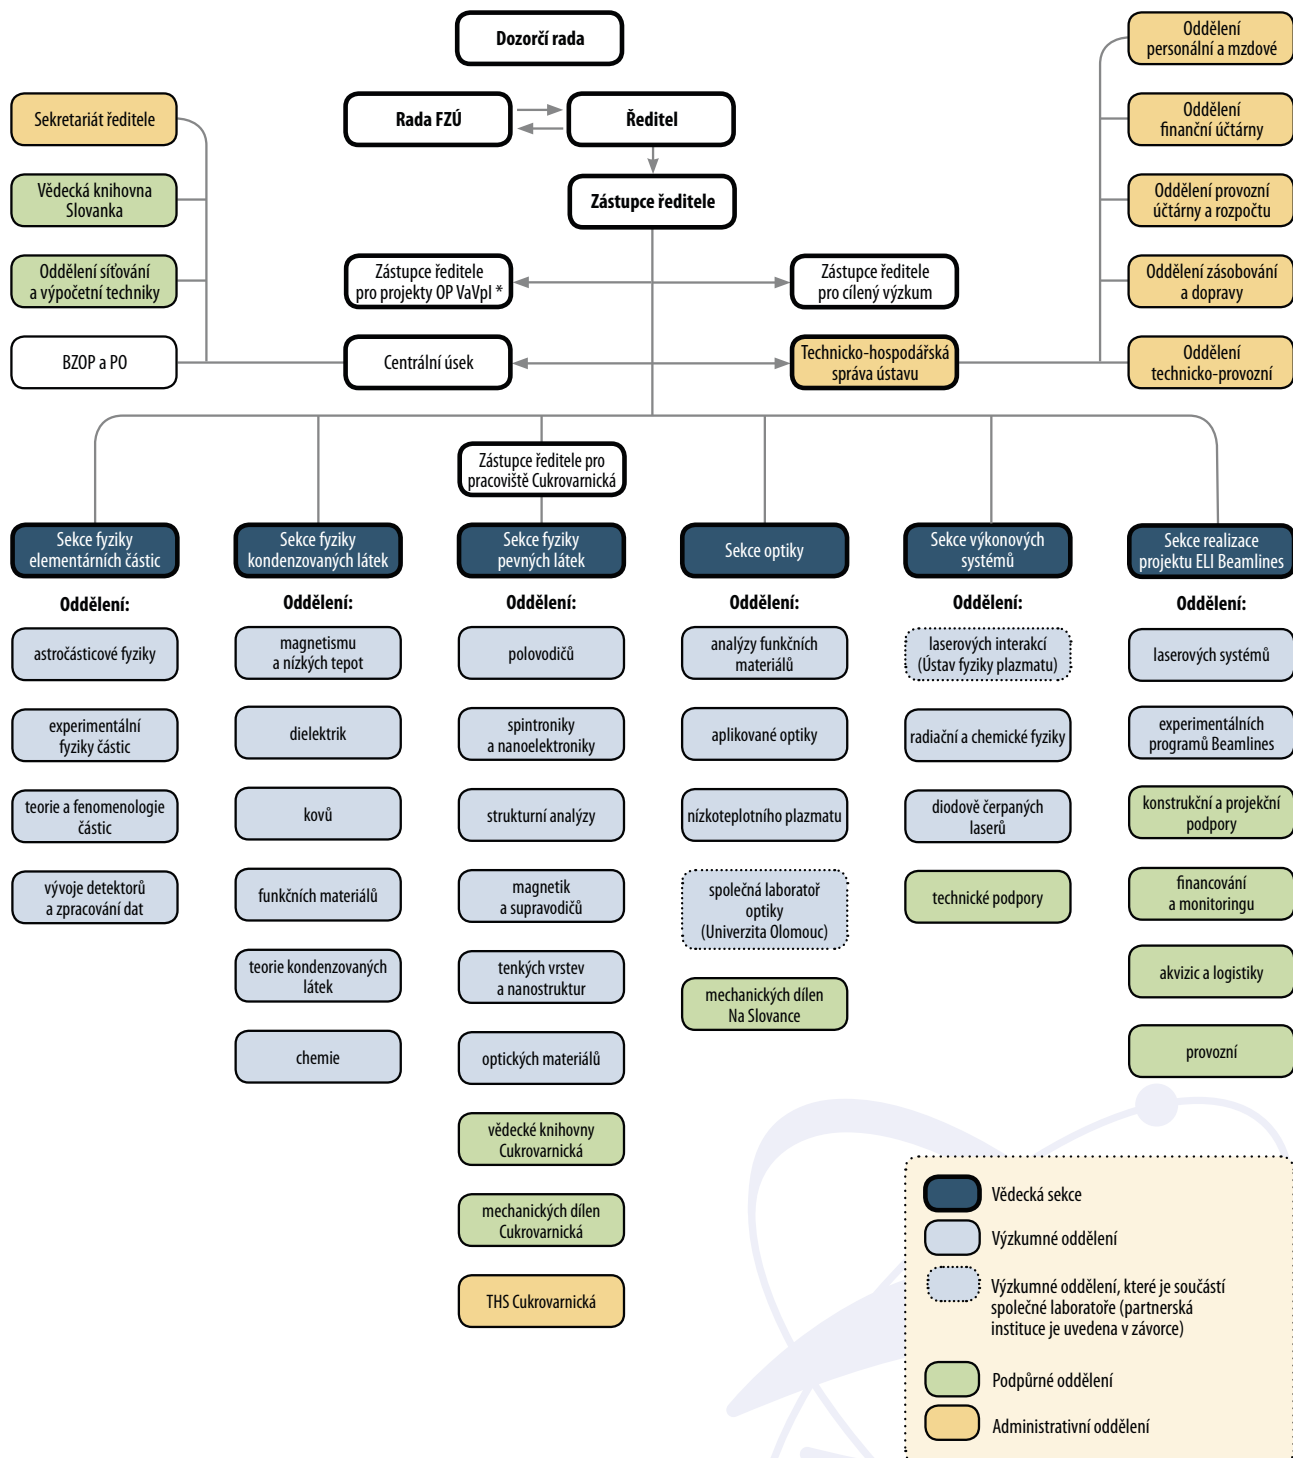 Dozorčí rada
Rada FZÚ
Ředitel
Zástupce ředitele
Zástupce ředitele
pro projekty OP VaVpI *
Zástupce ředitele
pro cílený výzkum
Centrální úsek
Technicko-hospodářská
správa ústavu
Sekretariát ředitele
Vědecká knihovna
Slovanka
Oddělení síťování
a výpočetní techniky
BZOP a PO
Oddělení
personální a mzdové
Oddělení
finanční účtárny
Oddělení provozní
účtárny a rozpočtu
Oddělení zásobování
a dopravy
Oddělení
technicko-provozní
Zástupce ředitele pro
pracoviště Cukrovarnická
Sekce fyziky
elementárních částic
Oddělení:
astročásticové fyziky
experimentální
fyziky částic
teorie a fenomenologie
částic
vývoje detektorů
a zpracování dat
Sekce fyziky
kondenzovaných látek
Oddělení:
magnetismu
a nízkých tepot
dielektrik
kovů
funkčních materiálů
teorie kondenzovaných
látek
chemie
Sekce fyziky
pevných látek
Oddělení:
polovodičů
spintroniky
a nanoelektroniky
strukturní analýzy
magnetik
a supravodičů
tenkých vrstev
a nanostruktur
optických materiálů
vědecké knihovny
Cukrovarnická
mechanických dílen
Cukrovarnická
THS Cukrovarnická
Sekce optiky
Oddělení:
analýzy funkčních
materiálů
aplikované optiky
nízkoteplotního plazmatu
společná laboratoř
optiky
(Univerzita Olomouc)
mechanických dílen
Na Slovance
Sekce výkonových
systémů
Oddělení:
laserových interakcí
(Ústav fyziky plazmatu)
radiační a chemické fyziky
diodově čerpaných
laserů
technické podpory
Sekce realizace
projektu ELI Beamlines
Oddělení:
laserových systémů
experimentálních
programů Beamlines
konstrukční a projekční
podpory
financování
a monitoringu
akvizic a logistiky
provozní
Vědecká sekce
Výzkumné oddělení
Výzkumné oddělení, které je součástí
společné laboratoře (partnerská
instituce je uvedena v závorce)
Podpůrné oddělení
Administrativní oddělení